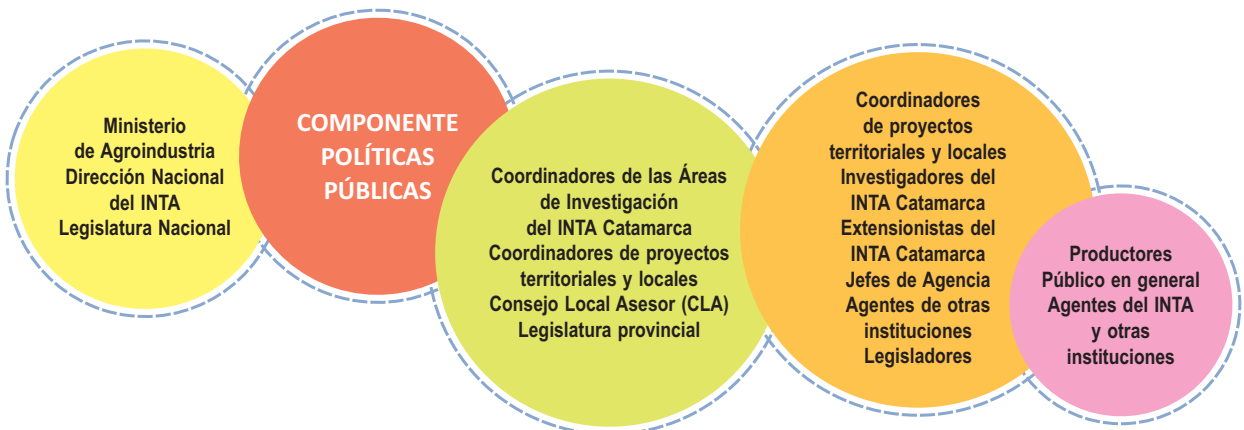 Ministerio
de Agroindustria
Dirección Nacional
del INTA
Legislatura Nacional
COMPONENTE
POLÍTICAS
PÚBLICAS
Coordinadores de las Áreas
de Investigación
del INTA Catamarca
Coordinadores de proyectos
territoriales y locales
Consejo Local Asesor (CLA)
Legislatura provincial
Coordinadores
de proyectos
territoriales y locales
Investigadores del
INTA Catamarca
Extensionistas del
INTA Catamarca
Jefes de Agencia
Agentes de otras
instituciones
Legisladores
Productores
Público en general
Agentes del INTA
y otras
instituciones